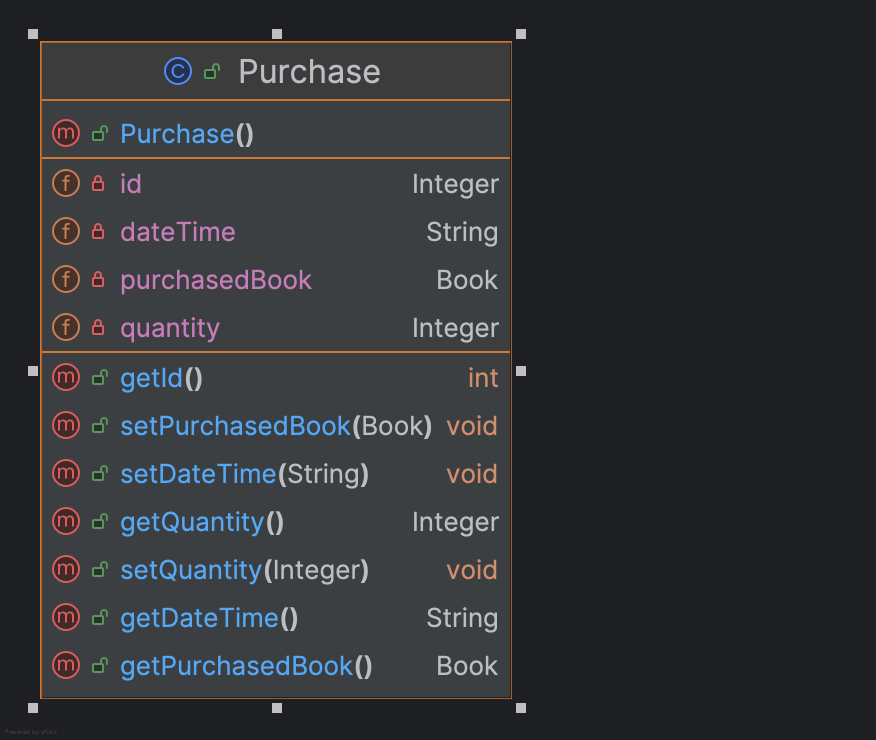 C Purchase
m Purchase()
f id Integer
f dateTime String
f purchasedBook Book
f quantity Integer
m getId() int
m setPurchasedBook(Book) void
m setDateTime(String) void
m getQuantity() Integer
m setQuantity(Integer) void
m getDateTime() String
m getPurchasedBook() Book
Powered by yFiles